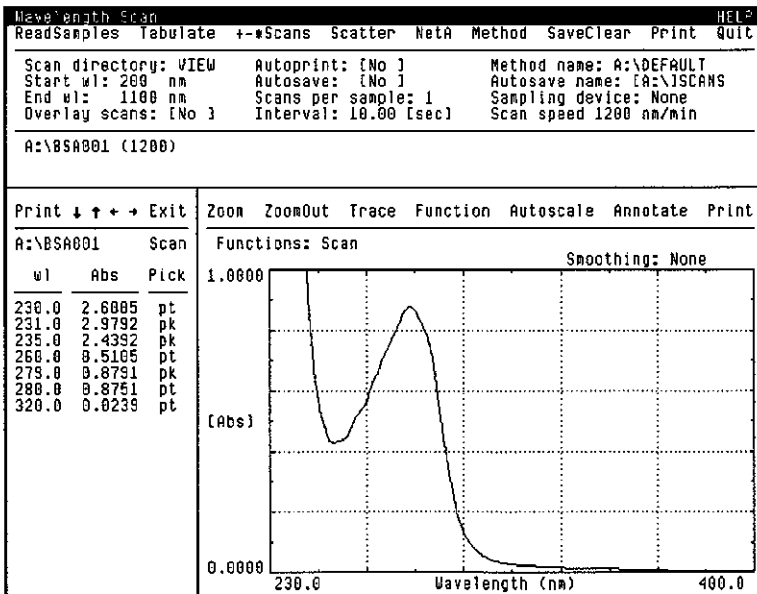 Wavelength Scan HELP
ReadSamples Tabulate +-*Scans Scatter NetA Method SaveClear Print Quit
Scan directory: VIEW Autoprint: [No ] Method name: A:\DEFAULT
Start wl: 200 nm Autosave: [No ] Autosave name: [A:\]SCANS
End wl: 1100 nm Scans per sample: 1 Sampling device: None
Overlay scans: [No ] Interval: 10.00 [sec] Scan speed 1200 nm/min
A:\BSA001 (1200)
Print ↓ ↑ ← → Exit
A:\BSA001 Scan
wl Abs Pick
230.0 2.6085 pt
231.0 2.9792 pk
235.0 2.4392 pk
260.0 0.5105 pt
279.0 0.8791 pk
280.0 0.8751 pt
320.0 0.0239 pt
Zoom ZoomOut Trace Function Autoscale Annotate Print
Functions: Scan
Smoothing: None
1.0000
[Abs]
0.0000
230.0 Wavelength (nm) 400.0